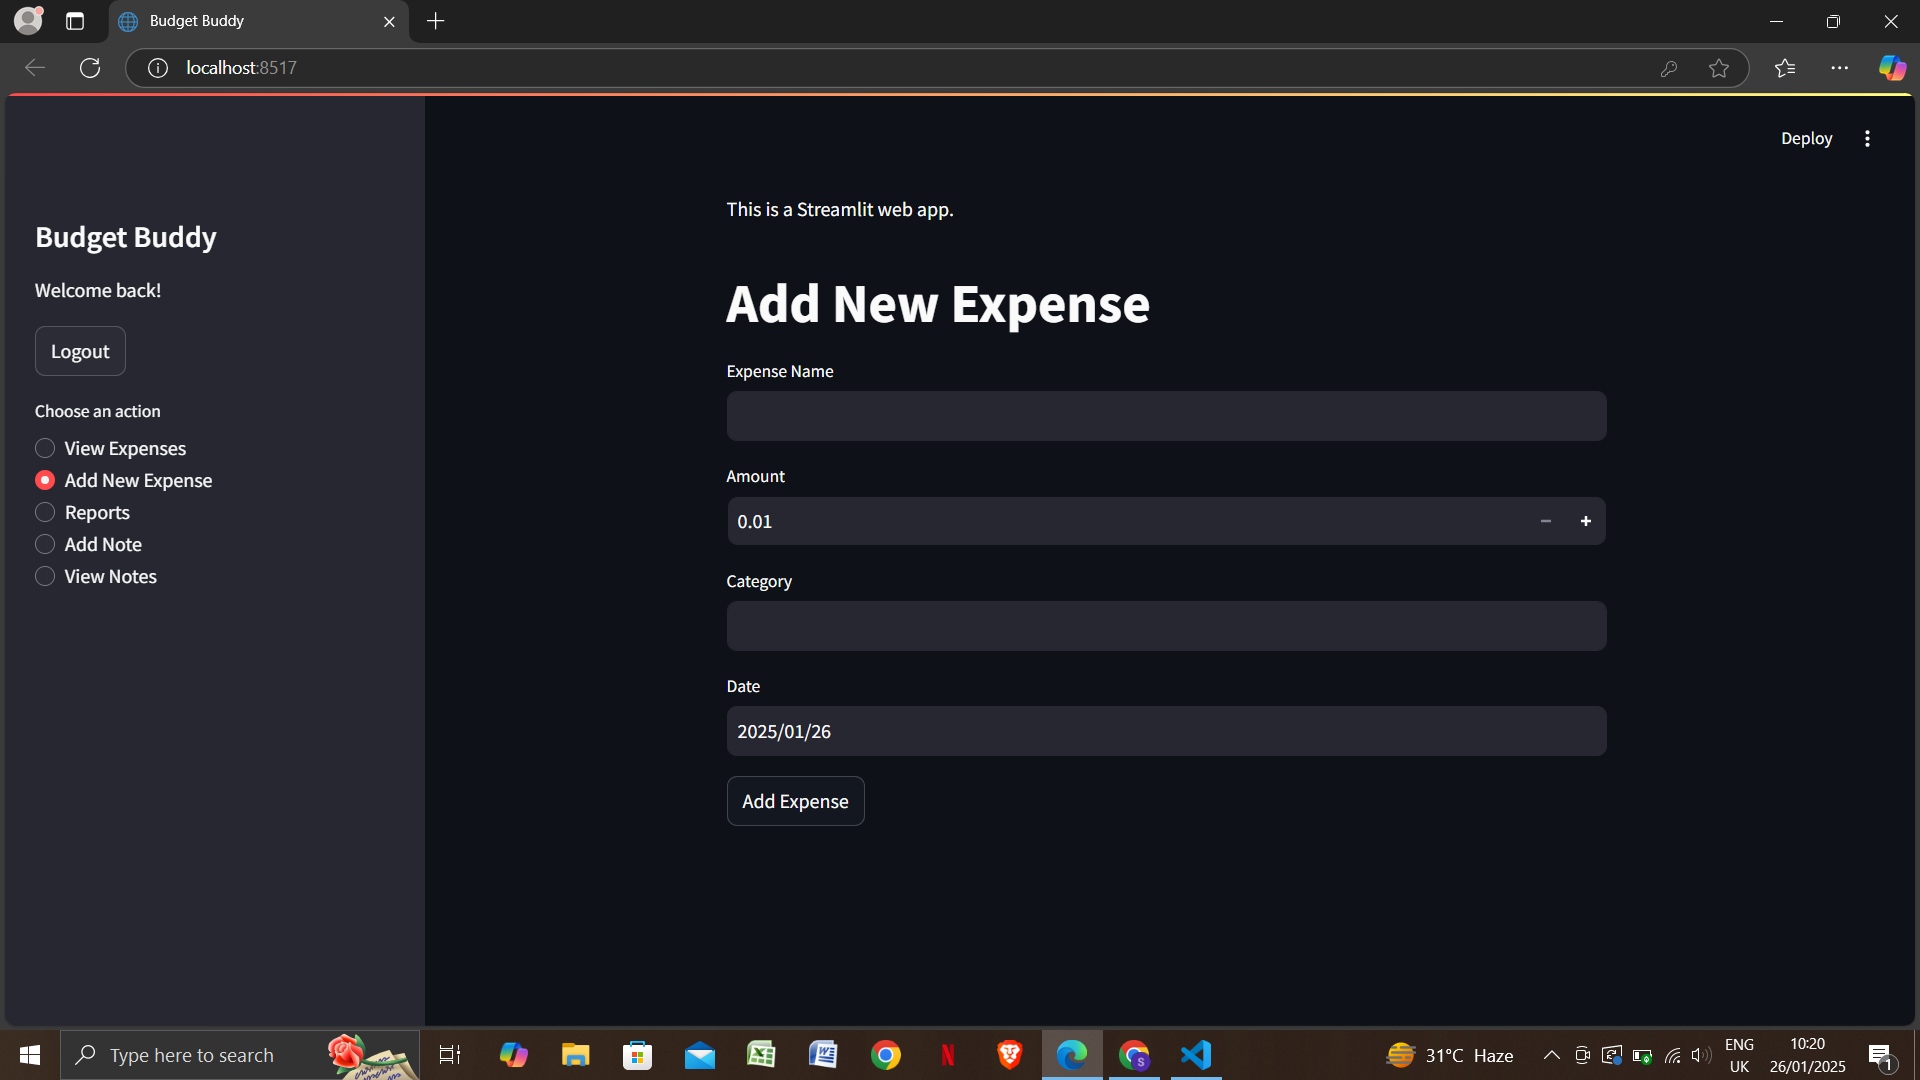 Budget Buddy
localhost:8517
Deploy
Budget Buddy
Welcome back!
Logout
Choose an action
View Expenses
Add New Expense
Reports
Add Note
View Notes
This is a Streamlit web app.
Add New Expense
Expense Name
Amount
0.01
Category
Date
2025/01/26
Add Expense
Type here to search
31°C Haze
ENG
UK
10:20
26/01/2025
1